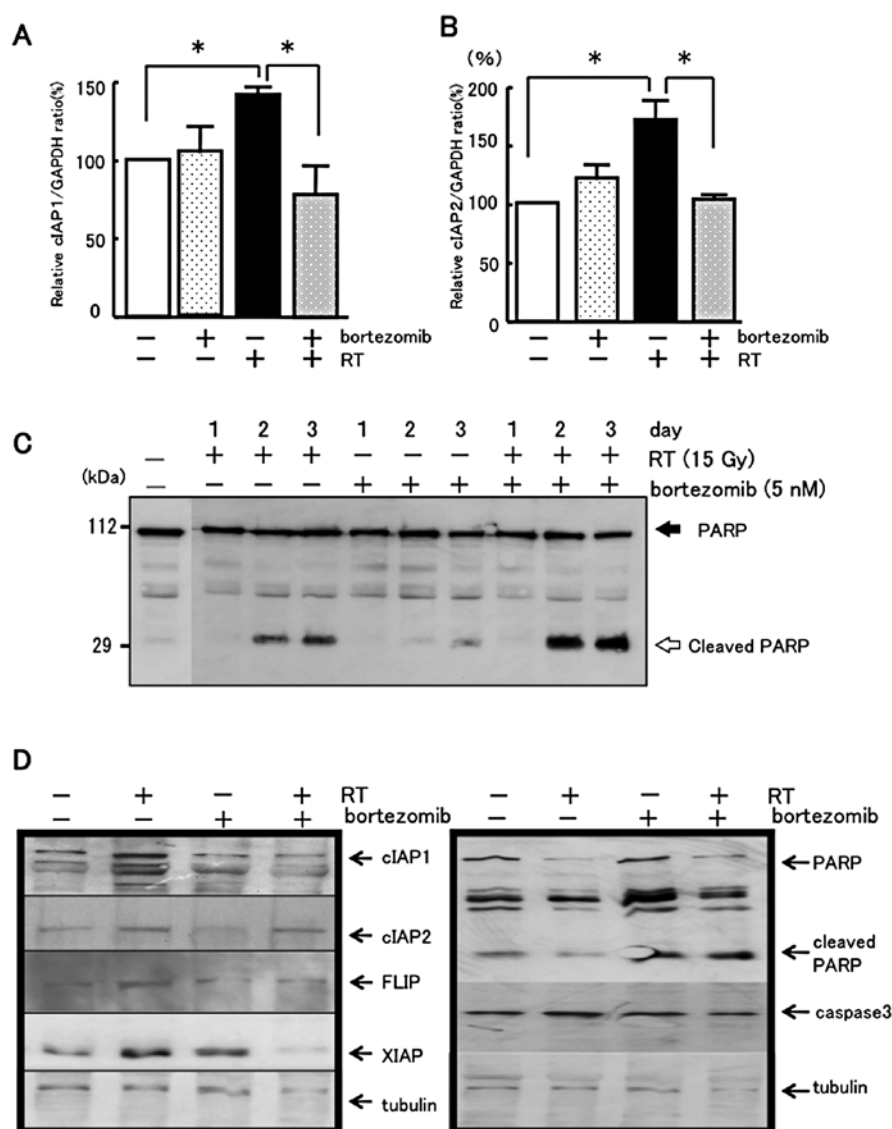 A
* *
Relative cIAP1/GAPDH ratio(%)
150
100
50
0
− + − + bortezomib
− − + + RT
B
(%)
* *
Relative cIAP2/GAPDH ratio(%)
200
150
100
50
0
− + − + bortezomib
− − + + RT
C
1 2 3 1 2 3 1 2 3 day
− + + + − − − + + + RT (15 Gy)
(kDa) − − − − + + + + + + bortezomib (5 nM)
112 PARP
29 Cleaved PARP
D
− + − + RT
− − + + bortezomib
cIAP1
cIAP2
FLIP
XIAP
tubulin
− + − + RT
− − + + bortezomib
PARP
cleaved
PARP
caspase3
tubulin